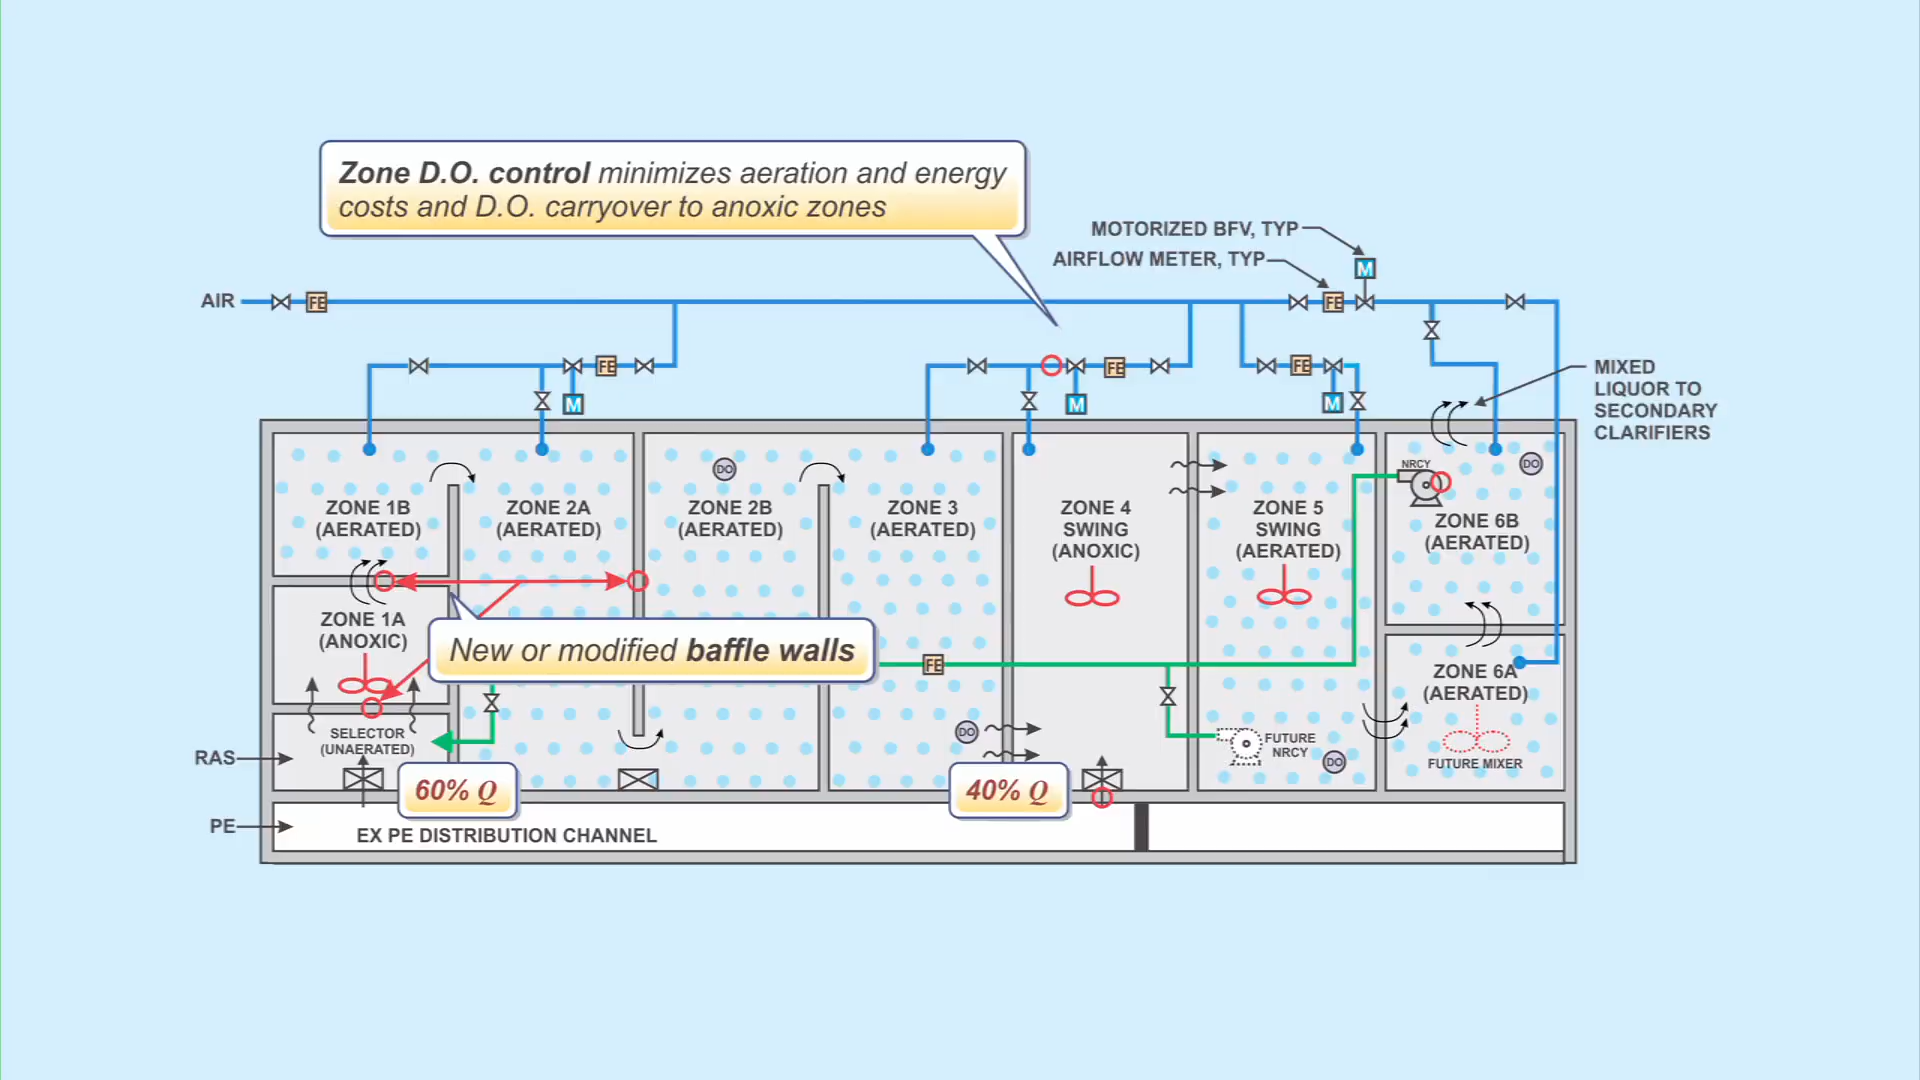 Zone D.O. control minimizes aeration and energy
costs and D.O. carryover to anoxic zones
MOTORIZED BFV, TYP
AIRFLOW METER, TYP
M
AIR
FE
FE
FE
FE
FE
M
M
M
MIXED
LIQUOR TO
SECONDARY
CLARIFIERS
DO
NRCY
DO
ZONE 1B
(AERATED)
ZONE 2A
(AERATED)
ZONE 2B
(AERATED)
ZONE 3
(AERATED)
ZONE 4
SWING
(ANOXIC)
ZONE 5
SWING
(AERATED)
ZONE 6B
(AERATED)
ZONE 1A
(ANOXIC)
New or modified baffle walls
FE
ZONE 6A
(AERATED)
SELECTOR
(UNAERATED)
DO
FUTURE
NRCY
DO
FUTURE MIXER
RAS
60% Q
40% Q
PE
EX PE DISTRIBUTION CHANNEL